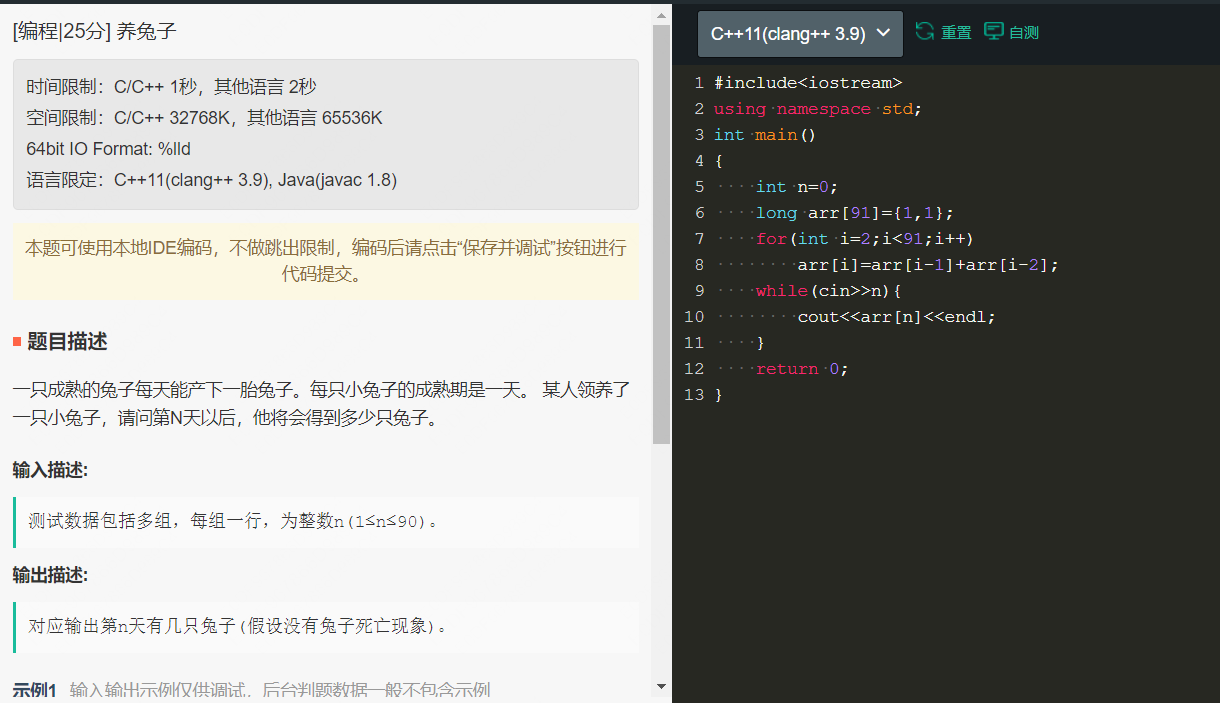 [编程|25分] 养兔子
时间限制：C/C++ 1秒，其他语言 2秒
空间限制：C/C++ 32768K，其他语言 65536K
64bit IO Format: %lld
语言限定：C++11(clang++ 3.9), Java(javac 1.8)
本题可使用本地IDE编码，不做跳出限制，编码后请点击“保存并调试”按钮进行
代码提交。
题目描述
一只成熟的兔子每天能产下一胎兔子。每只小兔子的成熟期是一天。 某人领养了
一只小兔子，请问第N天以后，他将会得到多少只兔子。
输入描述:
测试数据包括多组，每组一行，为整数n(1≤n≤90)。
输出描述:
对应输出第n天有几只兔子(假设没有兔子死亡现象)。
示例1 输入输出示例仅供调试，后台判题数据一般不包含示例
C++11(clang++ 3.9) 重置 自测
1 #include<iostream>
2 using namespace std;
3 int main()
4 {
5     int n=0;
6     long arr[91]={1,1};
7     for(int i=2;i<91;i++)
8         arr[i]=arr[i-1]+arr[i-2];
9     while(cin>>n){
10         cout<<arr[n]<<endl;
11     }
12     return 0;
13 }